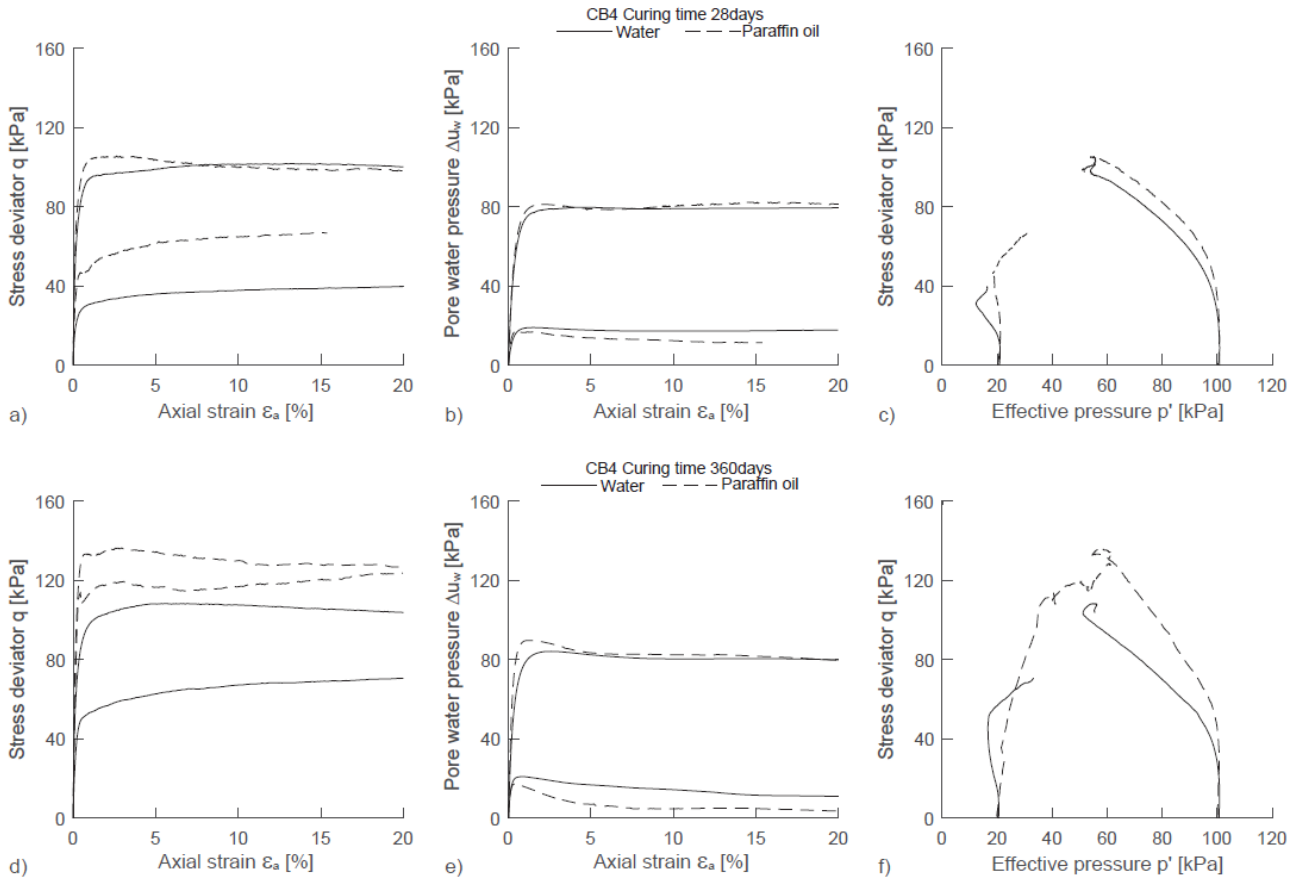 CB4 Curing time 28days
Water Paraffin oil
Stress deviator q [kPa]
160
120
80
40
0
0 5 10 15 20
Axial strain εₐ [%]
a)
Pore water pressure Δu_w [kPa]
160
120
80
40
0
0 5 10 15 20
Axial strain εₐ [%]
b)
Stress deviator q [kPa]
160
120
80
40
0
0 20 40 60 80 100 120
Effective pressure p' [kPa]
c)
CB4 Curing time 360days
Water Paraffin oil
Stress deviator q [kPa]
160
120
80
40
0
0 5 10 15 20
Axial strain εₐ [%]
d)
Pore water pressure Δu_w [kPa]
160
120
80
40
0
0 5 10 15 20
Axial strain εₐ [%]
e)
Stress deviator q [kPa]
160
120
80
40
0
0 20 40 60 80 100 120
Effective pressure p' [kPa]
f)